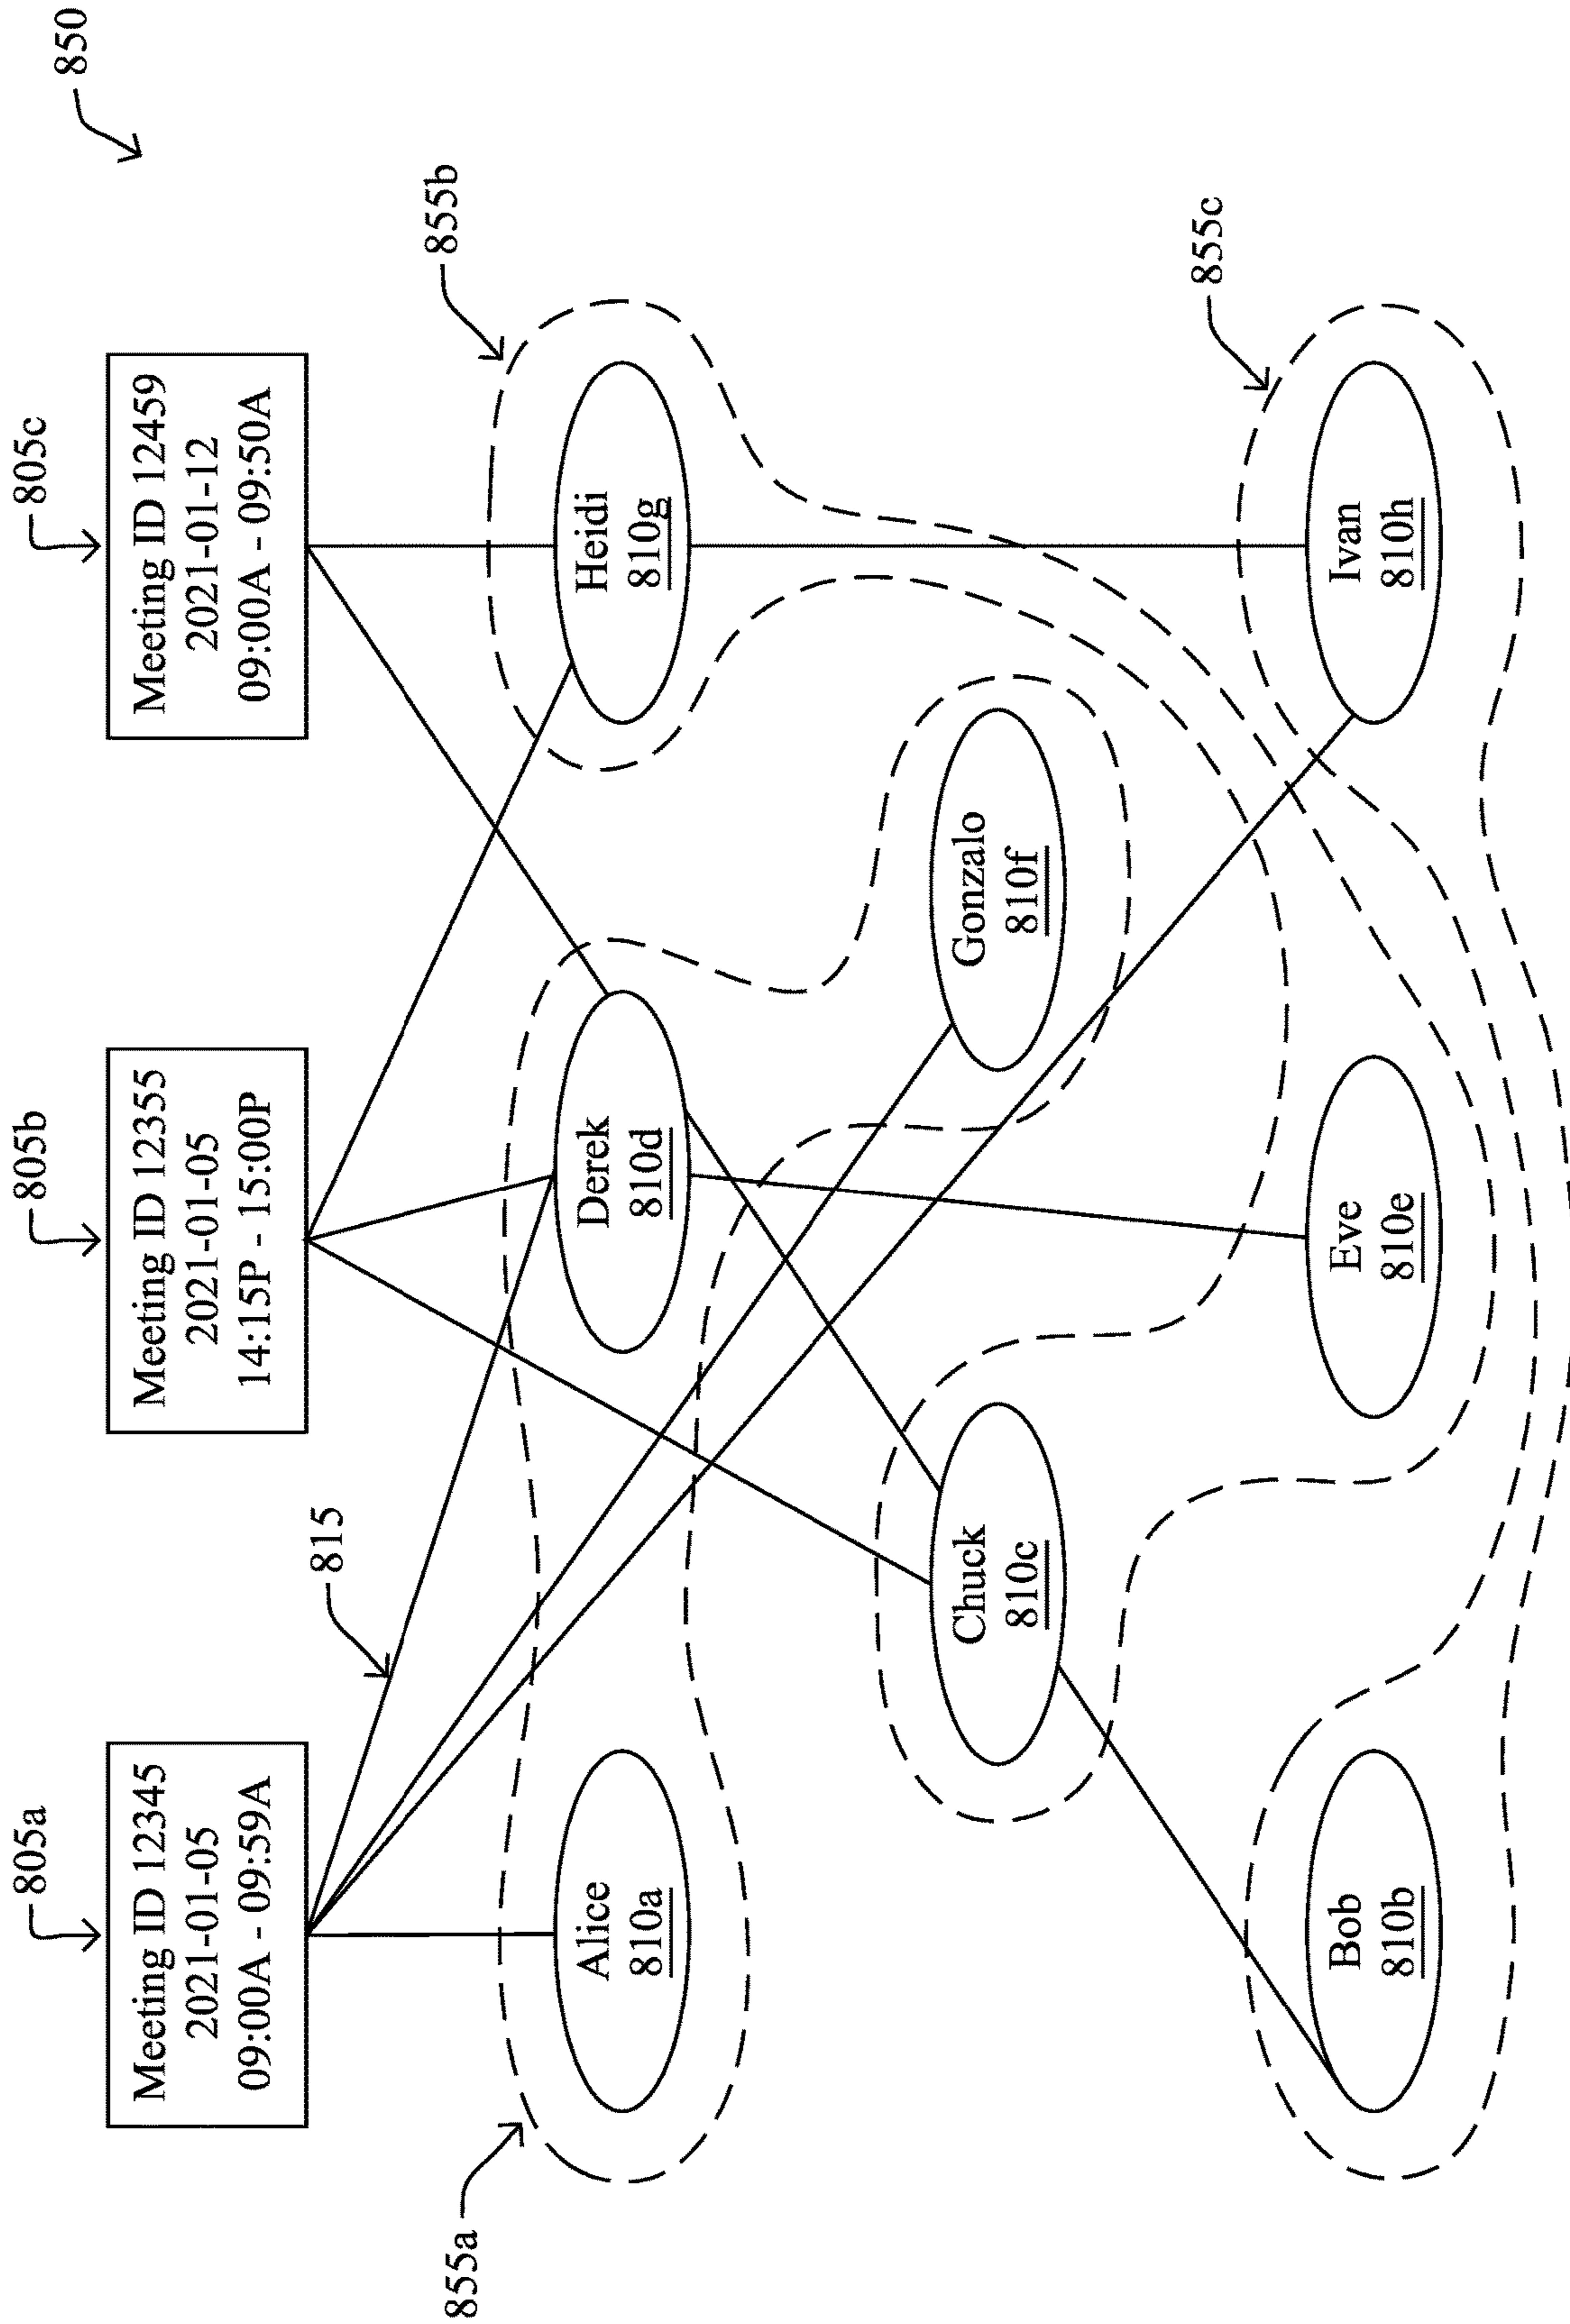 850
805a
805b
805c
Meeting ID 12345
2021-01-05
09:00A - 09:59A
Meeting ID 12355
2021-01-05
14:15P - 15:00P
Meeting ID 12459
2021-01-12
09:00A - 09:50A
815
855a
855b
Alice
810a
Derek
810d
Heidi
810g
Chuck
810c
Gonzalo
810f
855c
Bob
810b
Eve
810e
Ivan
810h